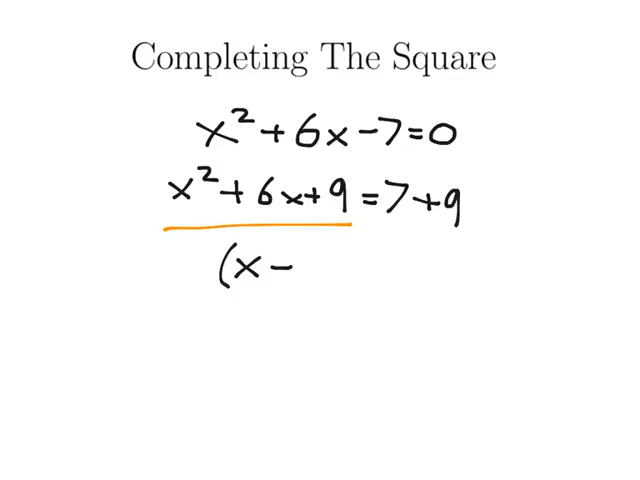 Completing The Square
x² + 6x - 7 = 0
x² + 6x + 9 = 7 + 9
(x -